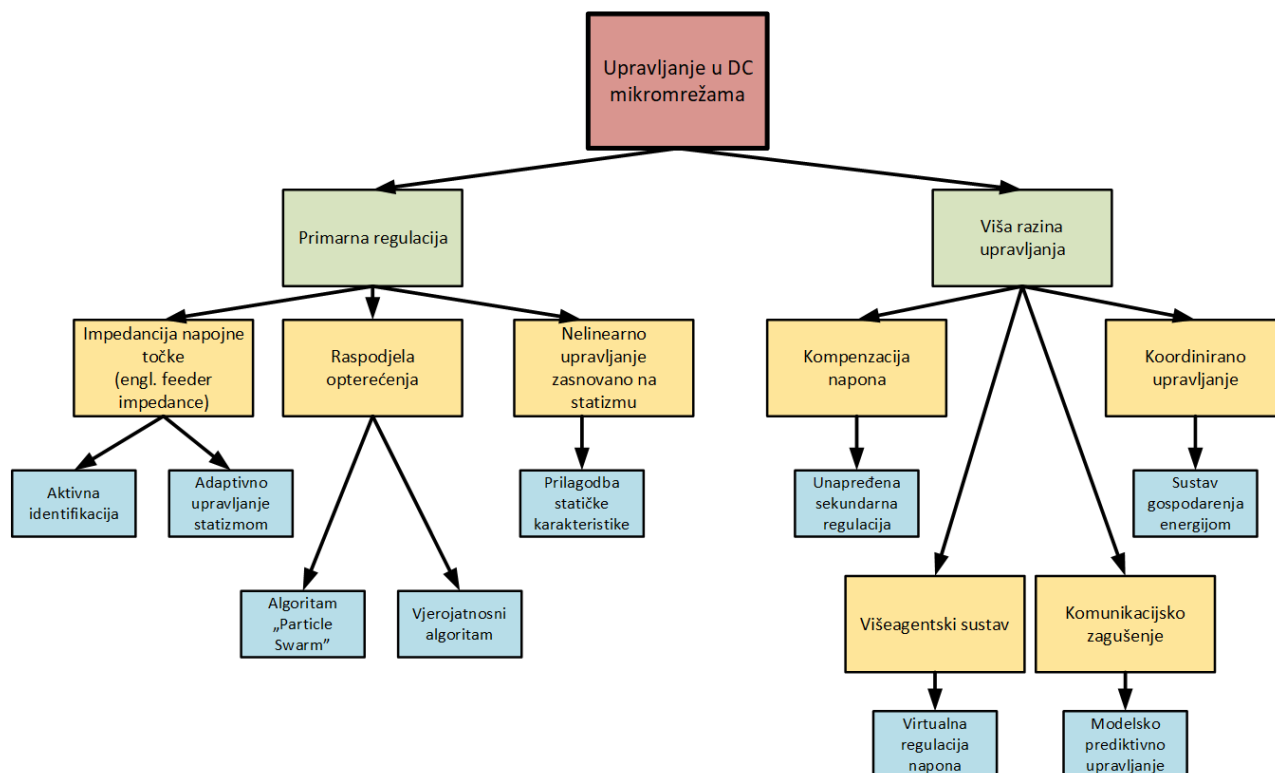 Upravljanje u DC
mikromrežama
Primarna regulacija
Viša razina
upravljanja
Impedancija napojne
točke
(engl. feeder
impedance)
Raspodjela
opterećenja
Nelinearno
upravljanje
zasnovano na
statizmu
Kompenzacija
napona
Koordinirano
upravljanje
Aktivna
identifikacija
Adaptivno
upravljanje
statizmom
Prilagodba
statičke
karakteristike
Unapređena
sekundarna
regulacija
Sustav
gospodarenja
energijom
Algoritam
„Particle
Swarm”
Vjerojatnosni
algoritam
Višeagentski sustav
Komunikacijsko
zagušenje
Virtualna
regulacija
napona
Modelsko
prediktivno
upravljanje